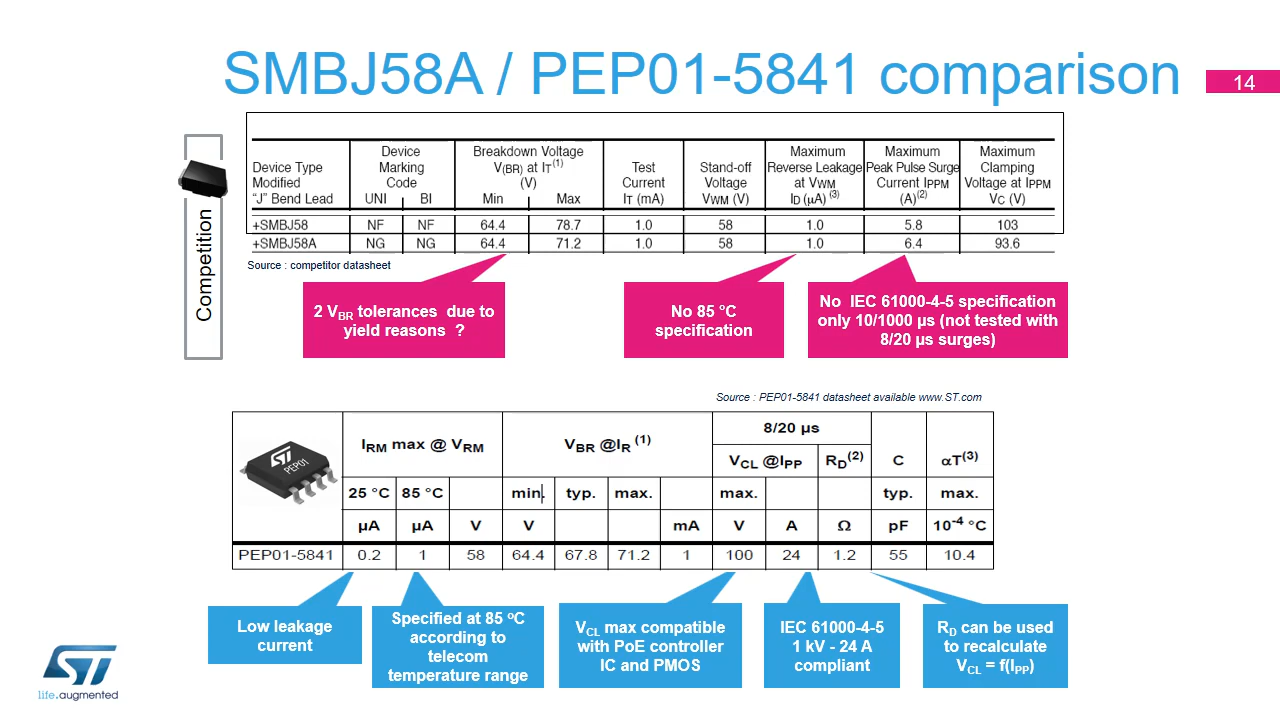 SMBJ58A / PEP01-5841 comparison
14
Competition
Device Type Modified "J" Bend Lead | Device Marking Code | Breakdown Voltage V(BR) at IT(1) (V) | Test Current IT (mA) | Stand-off Voltage VWM (V) | Maximum Reverse Leakage at VWM ID (µA) (3) | Maximum Peak Pulse Surge Current IPPM (A)(2) | Maximum Clamping Voltage at IPPM VC (V)
UNI | BI | Min | Max
+SMBJ58 | NF | NF | 64.4 | 78.7 | 1.0 | 58 | 1.0 | 5.8 | 103
+SMBJ58A | NG | NG | 64.4 | 71.2 | 1.0 | 58 | 1.0 | 6.4 | 93.6
Source : competitor datasheet
2 VBR tolerances due to
yield reasons ?
No 85 °C
specification
No IEC 61000-4-5 specification
only 10/1000 µs (not tested with
8/20 µs surges)
Source : PEP01-5841 datasheet available www.ST.com
ST
PEP01
IRM max @ VRM | VBR @IR (1) | 8/20 µs | C | αT(3)
VCL @IPP | RD(2)
25 °C | 85 °C | min. | typ. | max. | max. | typ. | max.
µA | µA | V | V | mA | V | A | Ω | pF | 10-4 °C
PEP01-5841 | 0.2 | 1 | 58 | 64.4 | 67.8 | 71.2 | 1 | 100 | 24 | 1.2 | 55 | 10.4
Low leakage
current
Specified at 85 ºC
according to
telecom
temperature range
VCL max compatible
with PoE controller
IC and PMOS
IEC 61000-4-5
1 kV - 24 A
compliant
RD can be used
to recalculate
VCL = f(IPP)
ST
life.augmented